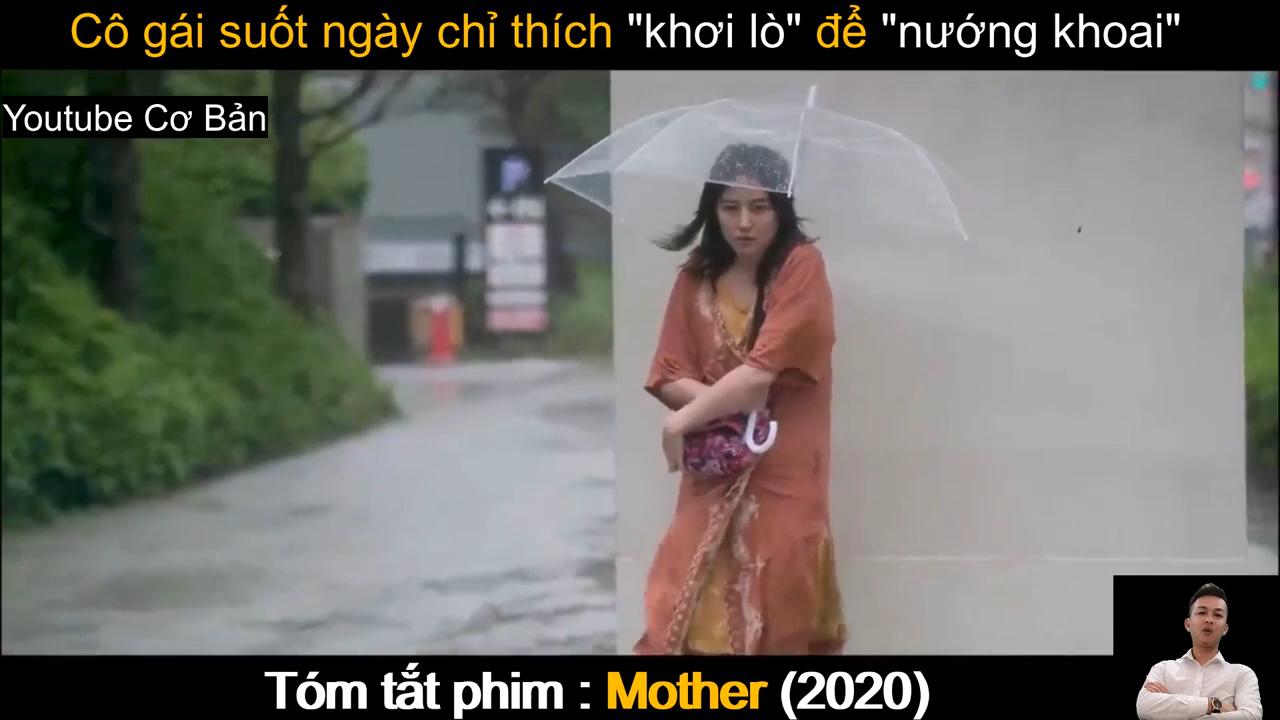 Cô gái suốt ngày chỉ thích "khơi lò" để "nướng khoai"
Youtube Cơ Bản
Tóm tắt phim : Mother (2020)